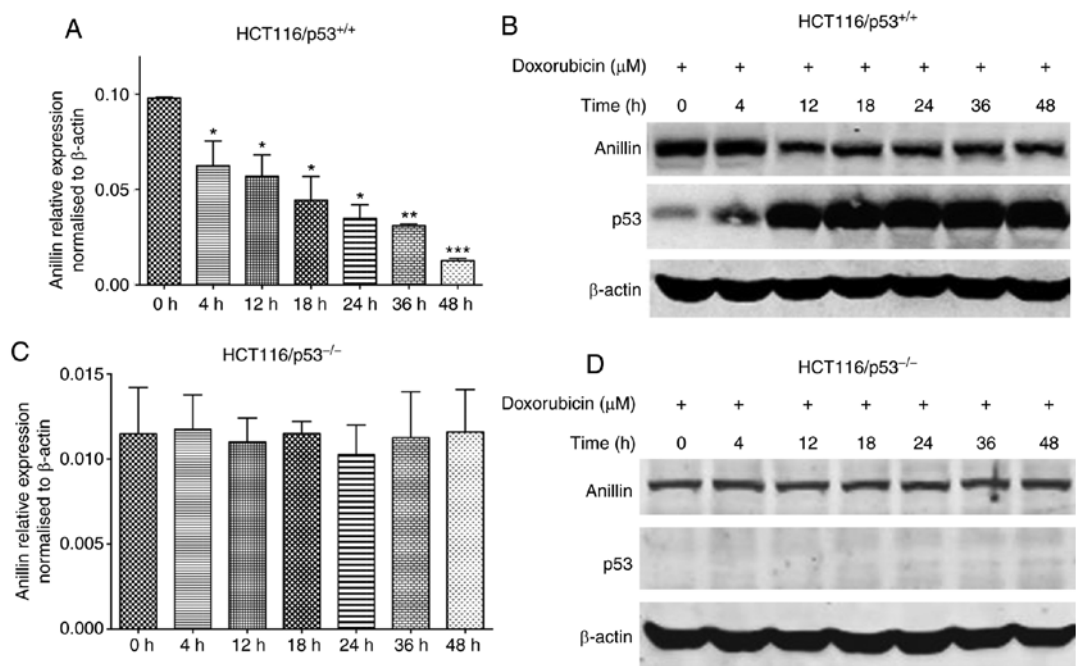 A
HCT116/p53+/+
Anillin relative expression
normalised to β-actin
0.10
0.05
0.00
*
*
*
*
**
***
0 h 4 h 12 h 18 h 24 h 36 h 48 h
B
HCT116/p53+/+
Doxorubicin (μM) + + + + + + +
Time (h) 0 4 12 18 24 36 48
Anillin
p53
β-actin
C
HCT116/p53–/–
Anillin relative expression
normalised to β-actin
0.015
0.010
0.005
0.000
0 h 4 h 12 h 18 h 24 h 36 h 48 h
D
HCT116/p53–/–
Doxorubicin (μM) + + + + + + +
Time (h) 0 4 12 18 24 36 48
Anillin
p53
β-actin